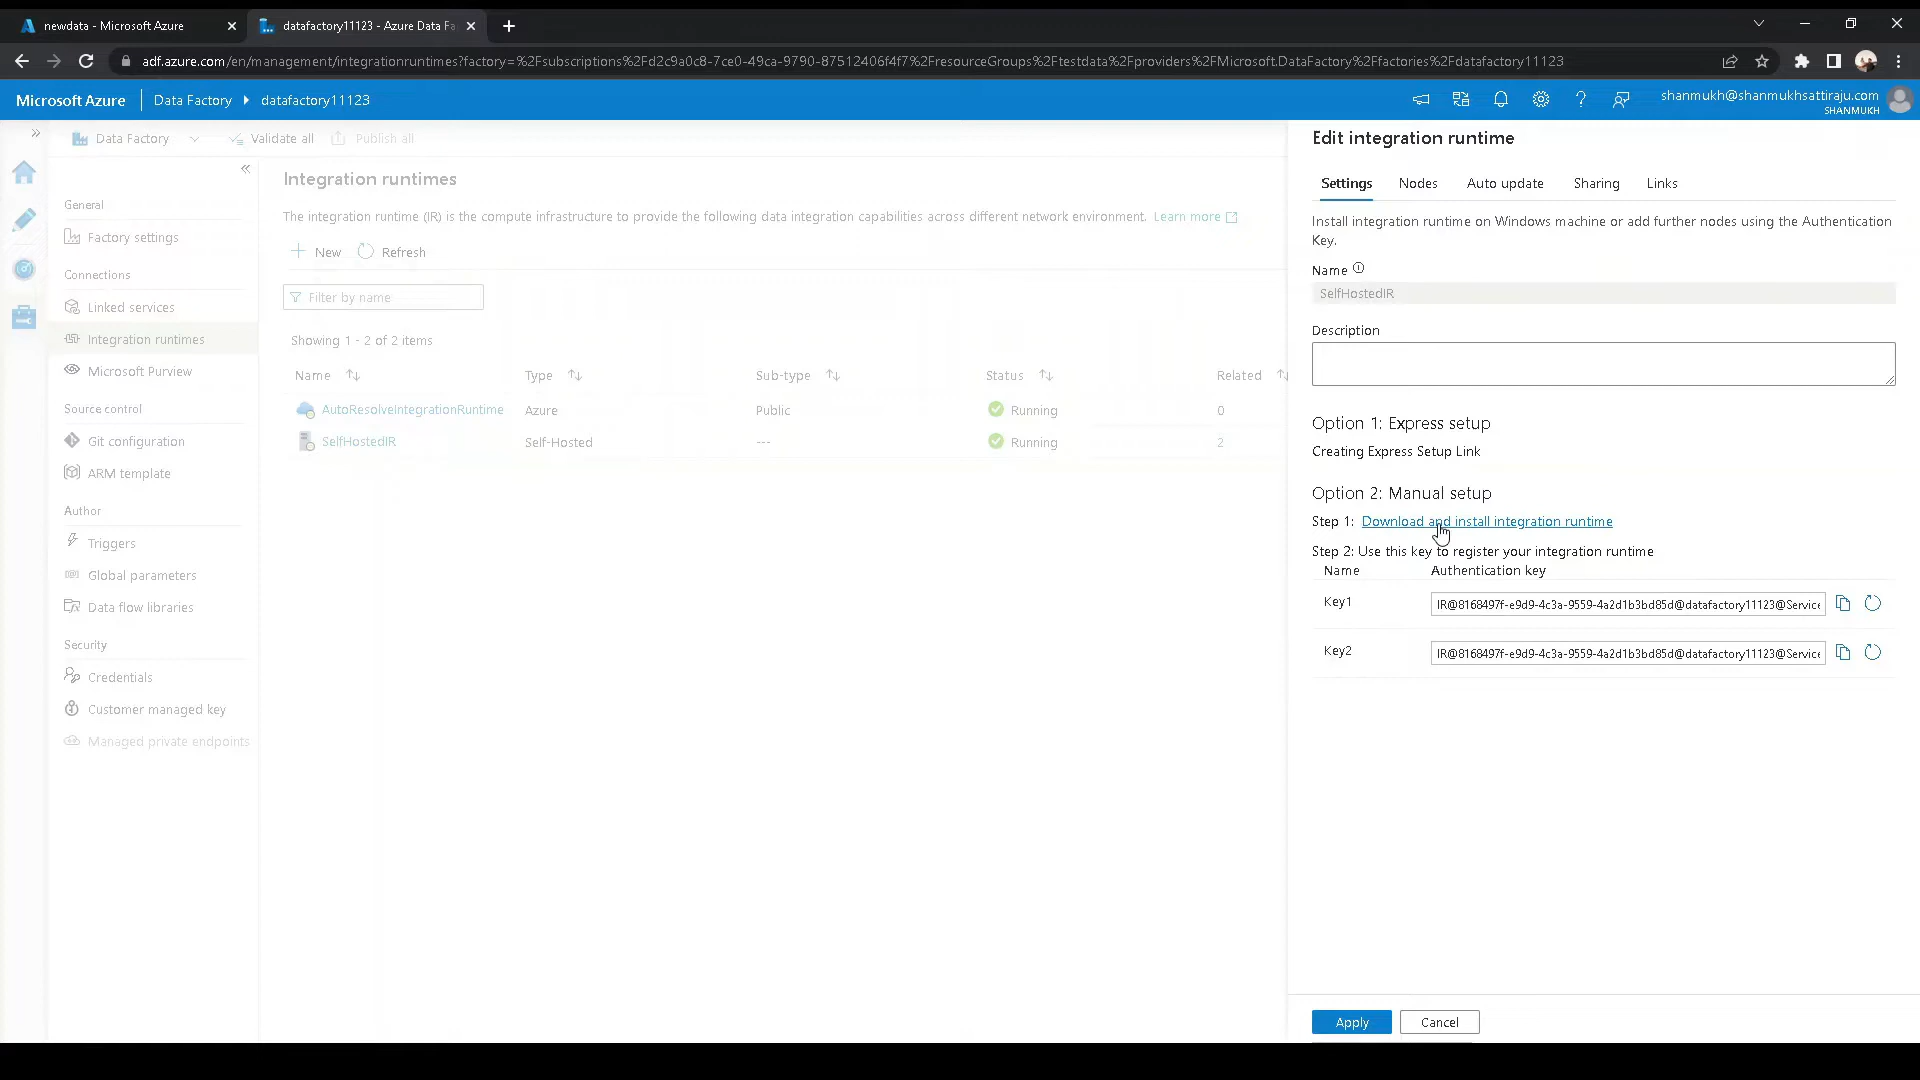 newdata - Microsoft Azure
datafactory11123 - Azure Data Fa
adf.azure.com/en/management/integrationruntimes?factory=%2Fsubscriptions%2Fd2c9a0c8-7ce0-49ca-9790-87512406f4f7%2FresourceGroups%2Ftestdata%2Fproviders%2FMicrosoft.DataFactory%2Ffactories%2Fdatafactory11123
Microsoft Azure
Data Factory
datafactory11123
shanmukh@shanmukhsattiraju.com
SHANMUKH
Data Factory
Validate all
Publish all
General
Factory settings
Connections
Linked services
Integration runtimes
Microsoft Purview
Source control
Git configuration
ARM template
Author
Triggers
Global parameters
Data flow libraries
Security
Credentials
Customer managed key
Managed private endpoints
Integration runtimes
The integration runtime (IR) is the compute infrastructure to provide the following data integration capabilities across different network environment. Learn more
New
Refresh
Filter by name
Showing 1 - 2 of 2 items
Name Type Sub-type Status Related
AutoResolveIntegrationRuntime Azure Public Running 0
SelfHostedIR Self-Hosted --- Running 2
Edit integration runtime
Settings Nodes Auto update Sharing Links
Install integration runtime on Windows machine or add further nodes using the Authentication
Key.
Name
SelfHostedIR
Description
Option 1: Express setup
Creating Express Setup Link
Option 2: Manual setup
Step 1: Download and install integration runtime
Step 2: Use this key to register your integration runtime
Name Authentication key
Key1 IR@8168497f-e9d9-4c3a-9559-4a2d1b3bd85d@datafactory11123@Service
Key2 IR@8168497f-e9d9-4c3a-9559-4a2d1b3bd85d@datafactory11123@Service
Apply
Cancel